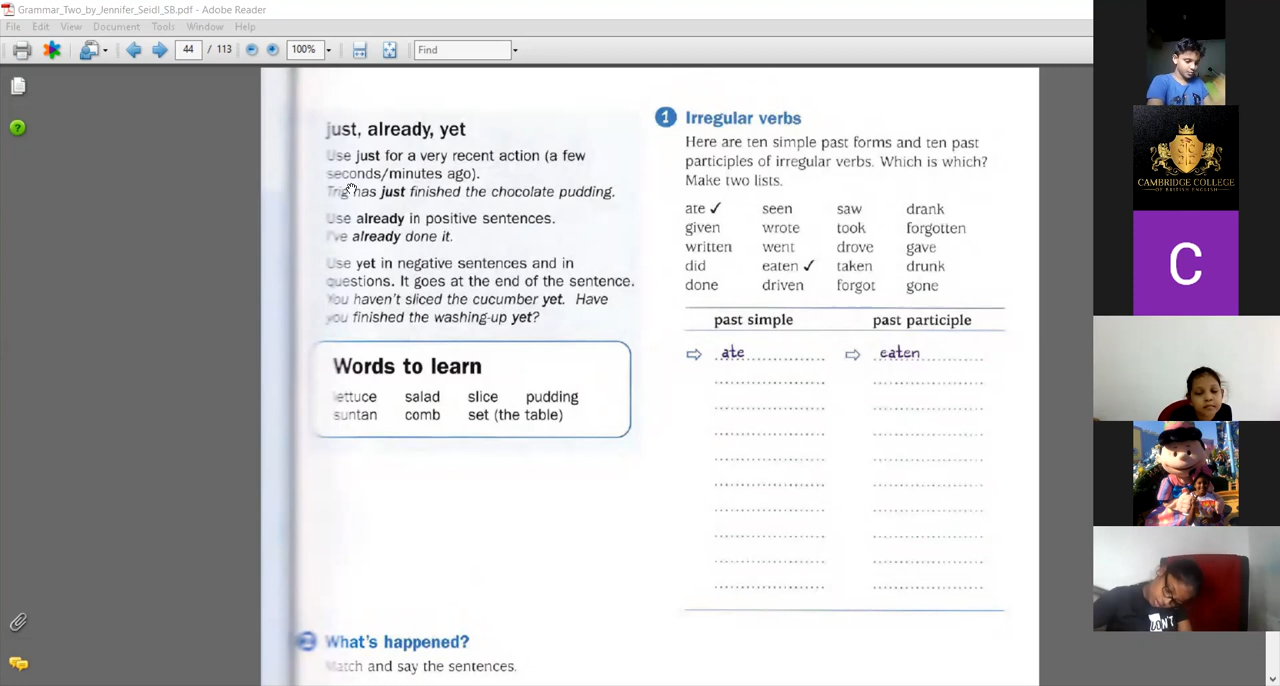 Grammar_Two_by_Jennifer_Seidl_SB.pdf - Adobe Reader
File Edit View Document Tools Window Help
44 / 113 100% Find
just, already, yet
Use just for a very recent action (a few
seconds/minutes ago).
Trig has just finished the chocolate pudding.
Use already in positive sentences.
I've already done it.
Use yet in negative sentences and in
questions. It goes at the end of the sentence.
You haven't sliced the cucumber yet. Have
you finished the washing-up yet?
Words to learn
lettuce salad slice pudding
suntan comb set (the table)
1 Irregular verbs
Here are ten simple past forms and ten past
participles of irregular verbs. Which is which?
Make two lists.
ate ✓ seen saw drank
given wrote took forgotten
written went drove gave
did eaten ✓ taken drunk
done driven forgot gone
past simple past participle
ate eaten
2 What's happened?
Match and say the sentences.
CAMBRIDGE COLLEGE
OF BRITISH ENGLISH
C